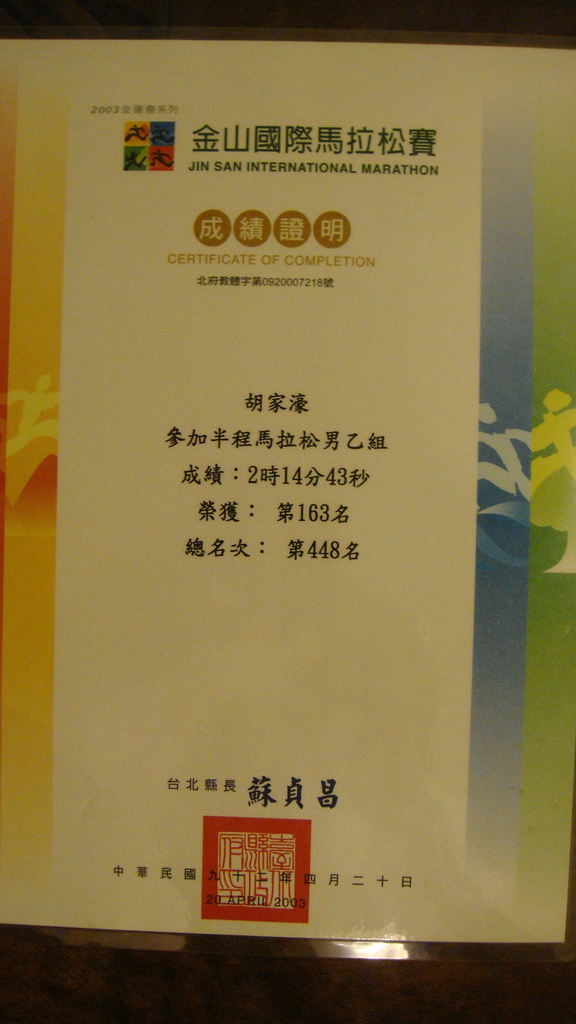 2003全運會系列
金山國際馬拉松賽
JIN SAN INTERNATIONAL MARATHON
成績證明
CERTIFICATE OF COMPLETION
北府教體字第0920007218號
胡家濠
參加半程馬拉松男乙組
成績：2時14分43秒
榮獲： 第163名
總名次： 第448名
台北縣長 蘇貞昌
中華民國九十二年四月二十日
20 APRIL 2003